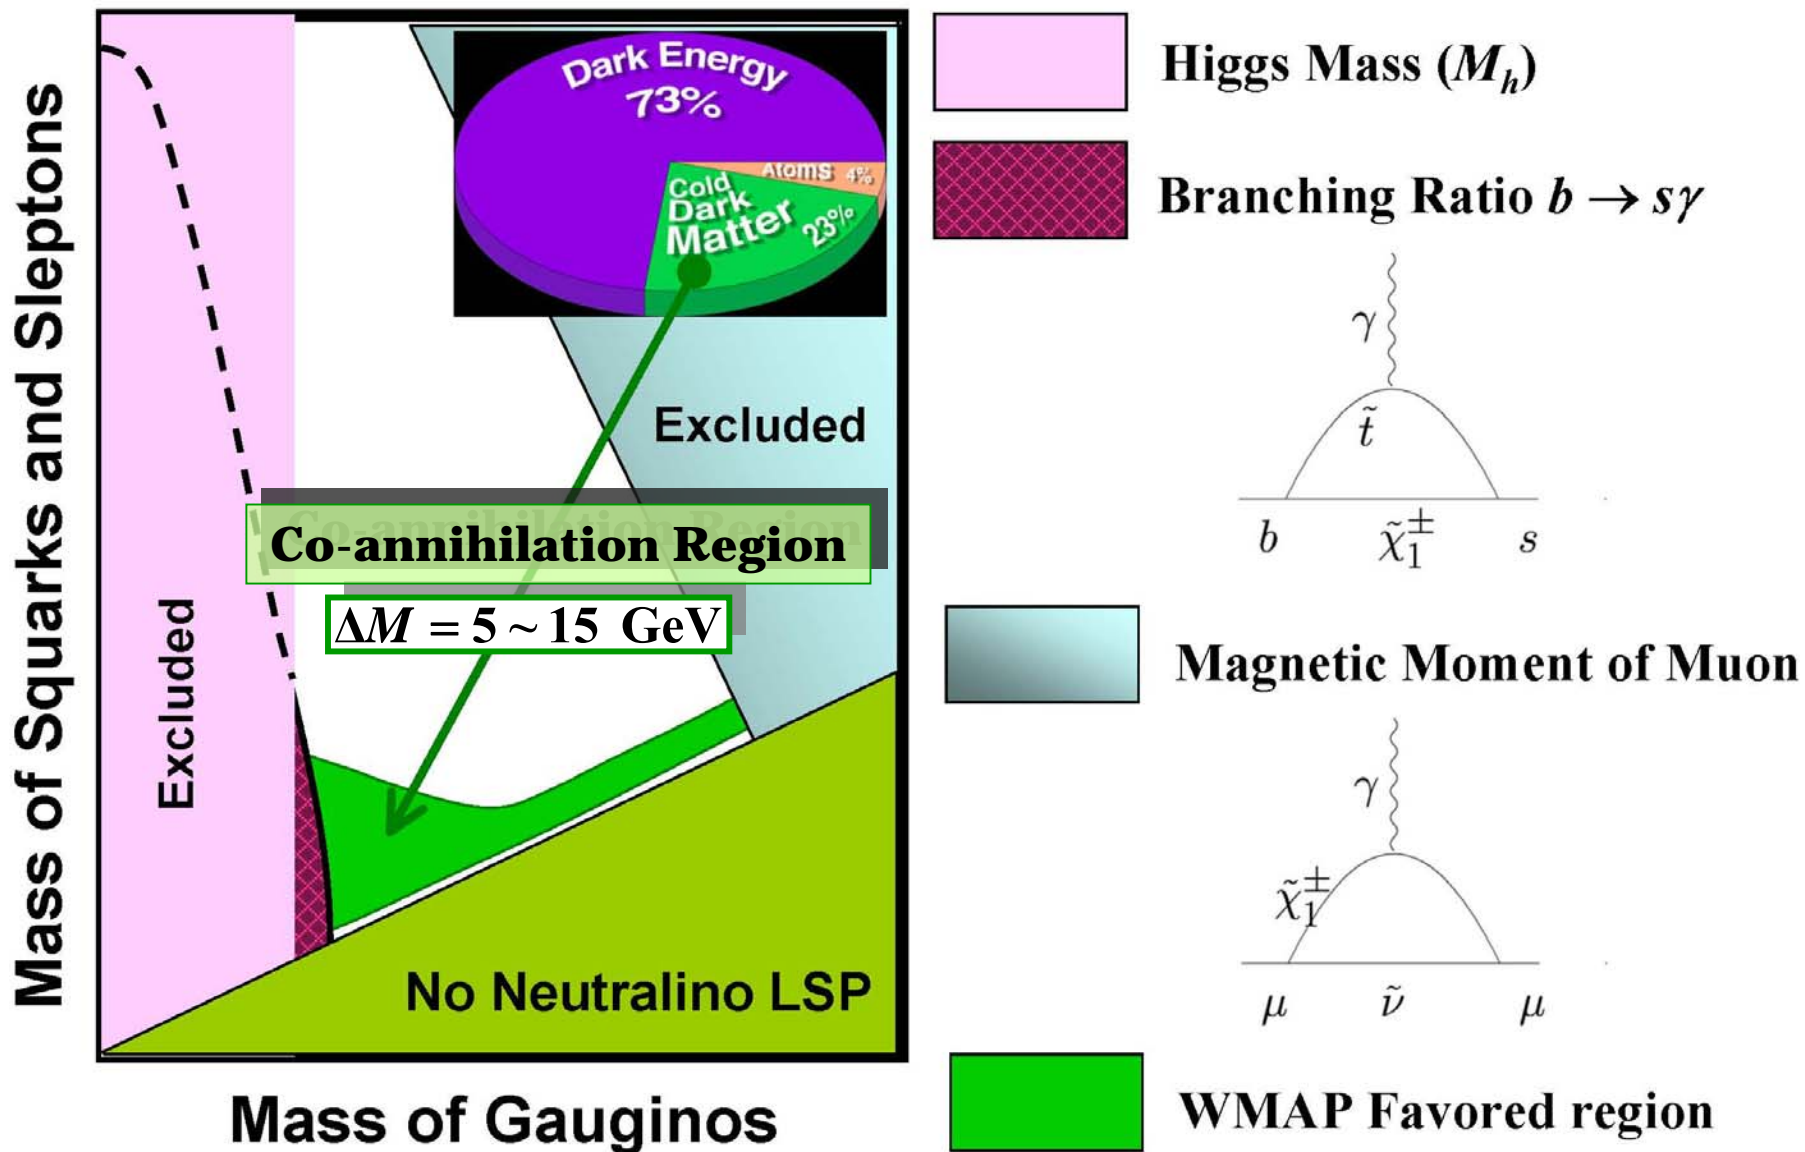 Mass of Squarks and Sleptons
Dark Energy
73%
Atoms 4%
Cold
Dark
Matter
23%
Excluded
Co-annihilation Region
ΔM = 5 ~ 15 GeV
Excluded
No Neutralino LSP
Mass of Gauginos
Higgs Mass (M_h)
Branching Ratio b → sγ
γ
t̃
b χ̃₁± s
Magnetic Moment of Muon
γ
χ̃₁±
μ ν̃ μ
WMAP Favored region